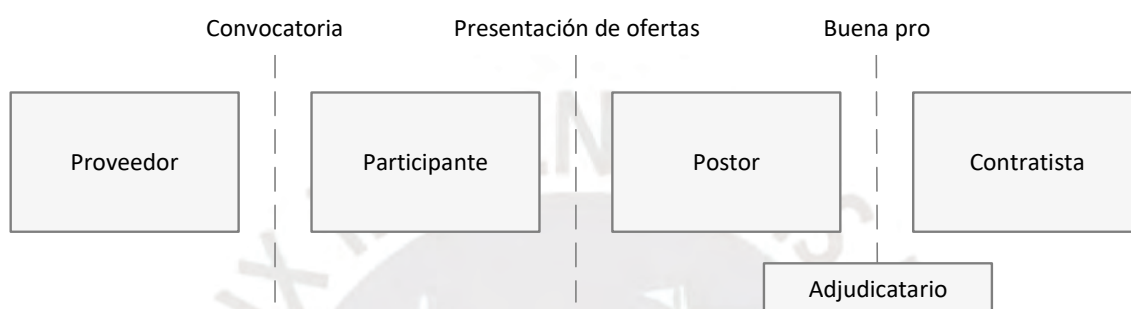 Convocatoria Presentación de ofertas Buena pro
Proveedor Participante Postor Contratista
Adjudicatario